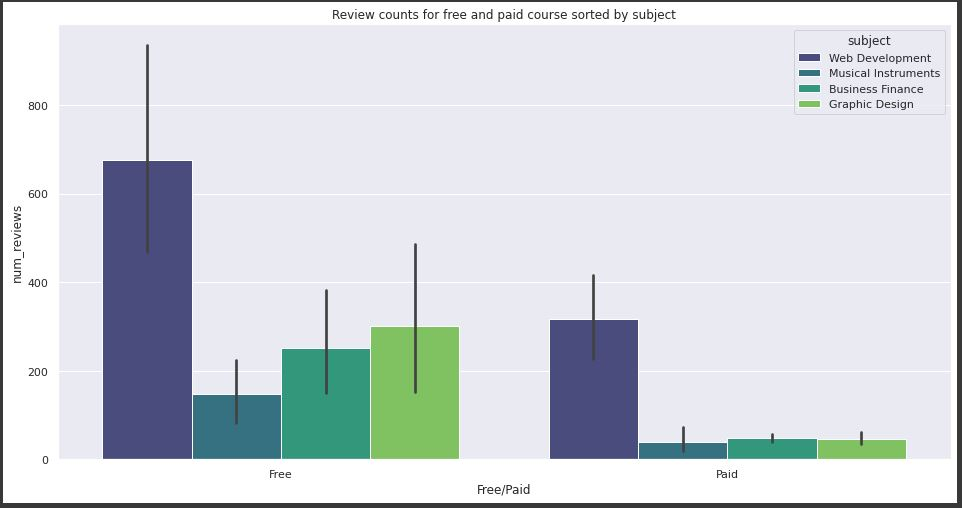 Review counts for free and paid course sorted by subject
subject
Web Development
Musical Instruments
Business Finance
Graphic Design
num_reviews
800
600
400
200
0
Free
Paid
Free/Paid